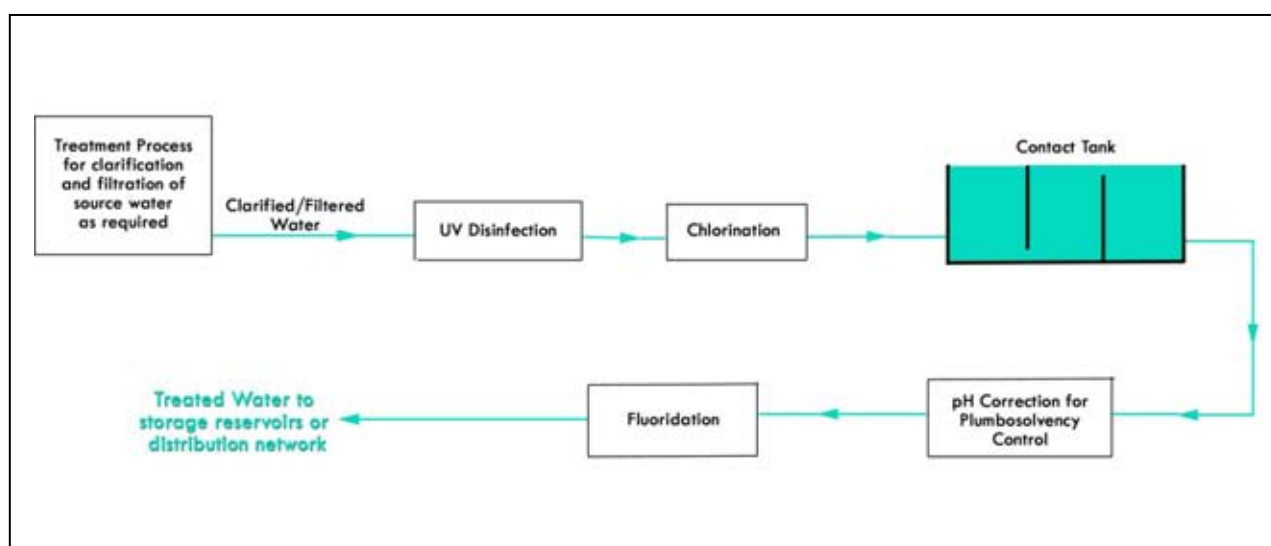 Treatment Process
for clarification
and filtration of
source water
as required
Clarified/Filtered
Water
UV Disinfection
Chlorination
Contact Tank
pH Correction for
Plumbosolvency
Control
Fluoridation
Treated Water to
storage reservoirs or
distribution network